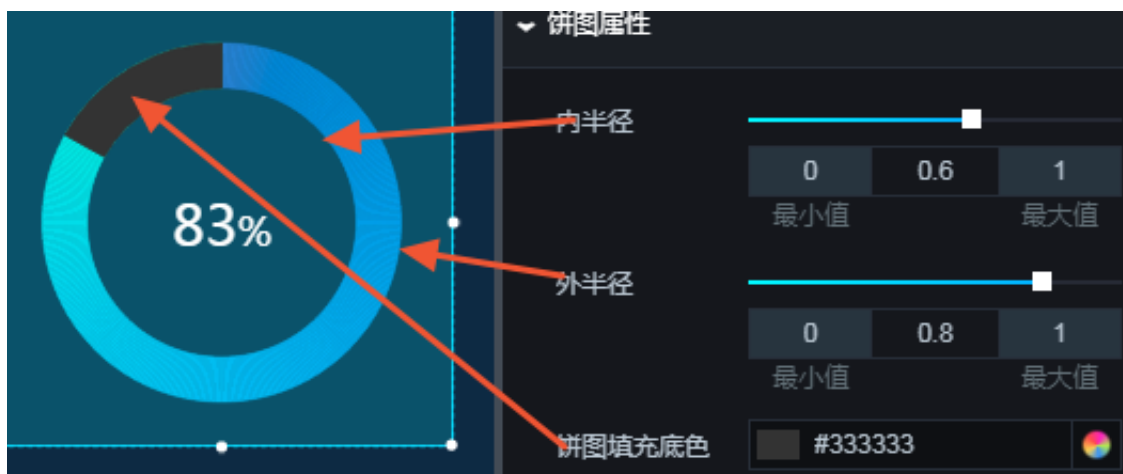 饼图属性
内半径
0 0.6 1
最小值 最大值
83%
外半径
0 0.8 1
最小值 最大值
饼图填充底色 #333333